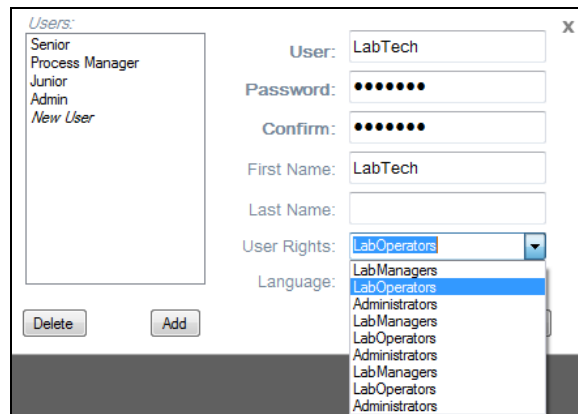 Users:
x
Senior
Process Manager
Junior
Admin
New User
User:
LabTech
Password:
•••••••
Confirm:
•••••••
First Name:
LabTech
Last Name:
User Rights:
LabOperators
Language:
LabManagers
LabOperators
Administrators
LabManagers
LabOperators
Administrators
LabManagers
LabOperators
Administrators
Delete
Add